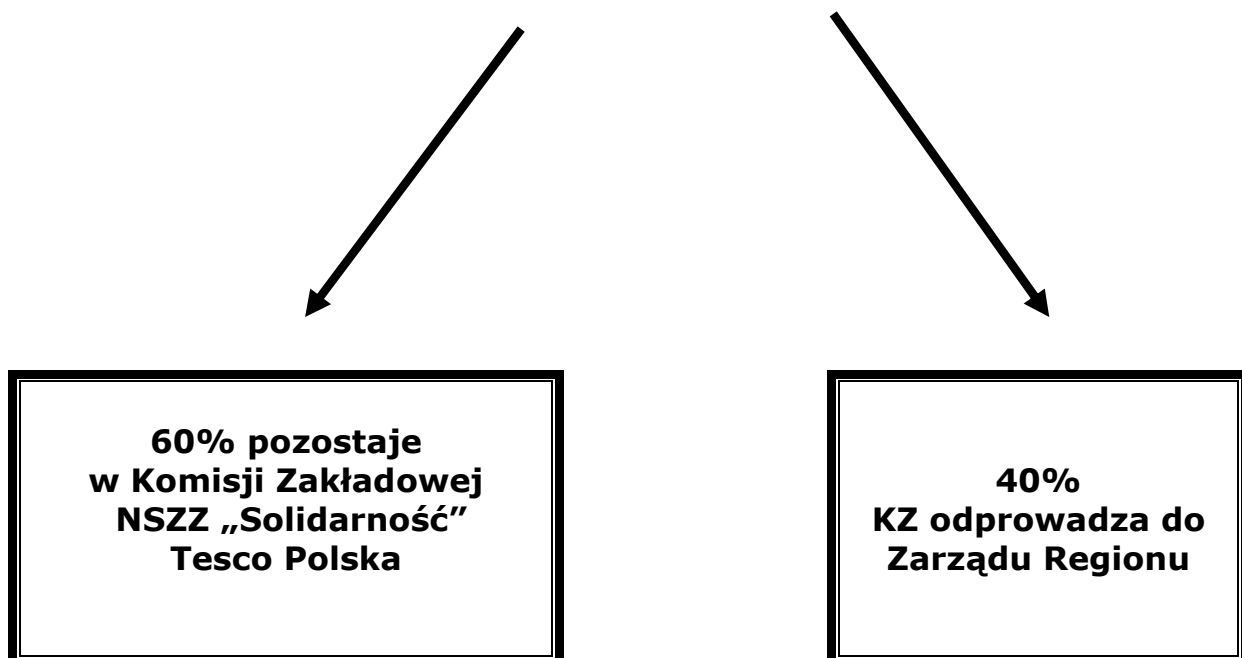 60% pozostaje
w Komisji Zakładowej
NSZZ „Solidarność”
Tesco Polska
40%
KZ odprowadza do
Zarządu Regionu